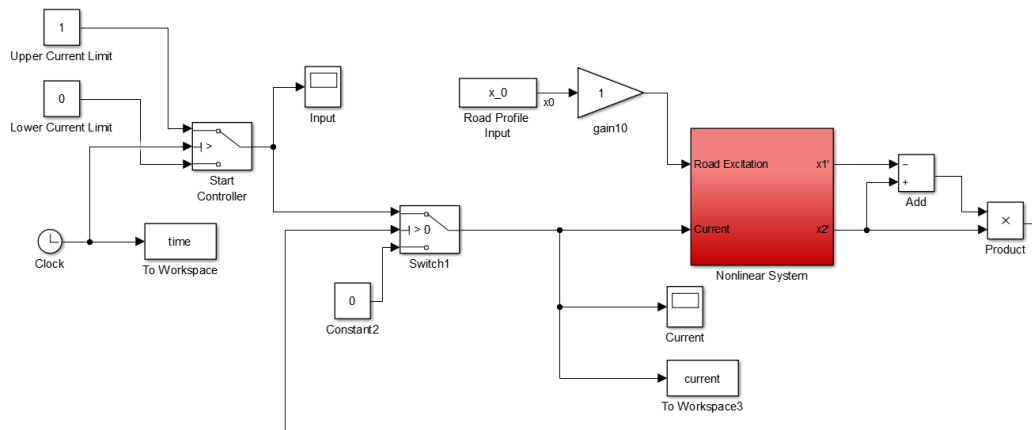 1
Upper Current Limit
0
Lower Current Limit
>
Start
Controller
Input
Clock
time
To Workspace
> 0
Switch1
0
Constant2
x_0
x0
Road Profile
Input
1
gain10
Road Excitation
x1'
Current
x2'
Nonlinear System
−
+
Add
×
Product
Current
current
To Workspace3